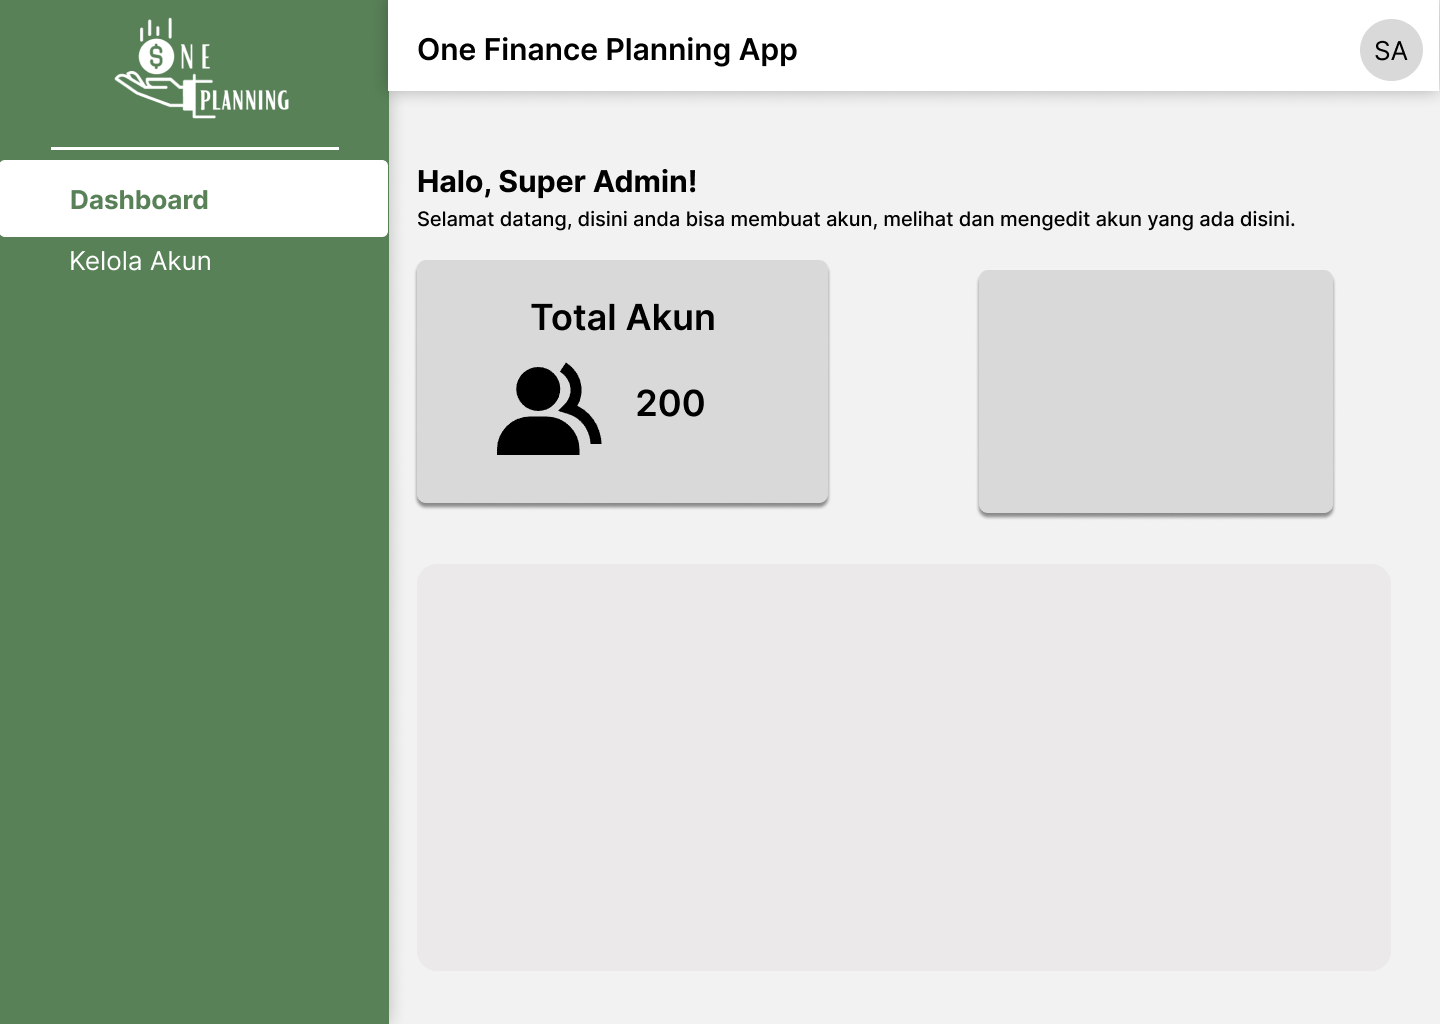 $ NE
PLANNING
One Finance Planning App
SA
Dashboard
Kelola Akun
Halo, Super Admin!
Selamat datang, disini anda bisa membuat akun, melihat dan mengedit akun yang ada disini.
Total Akun
200